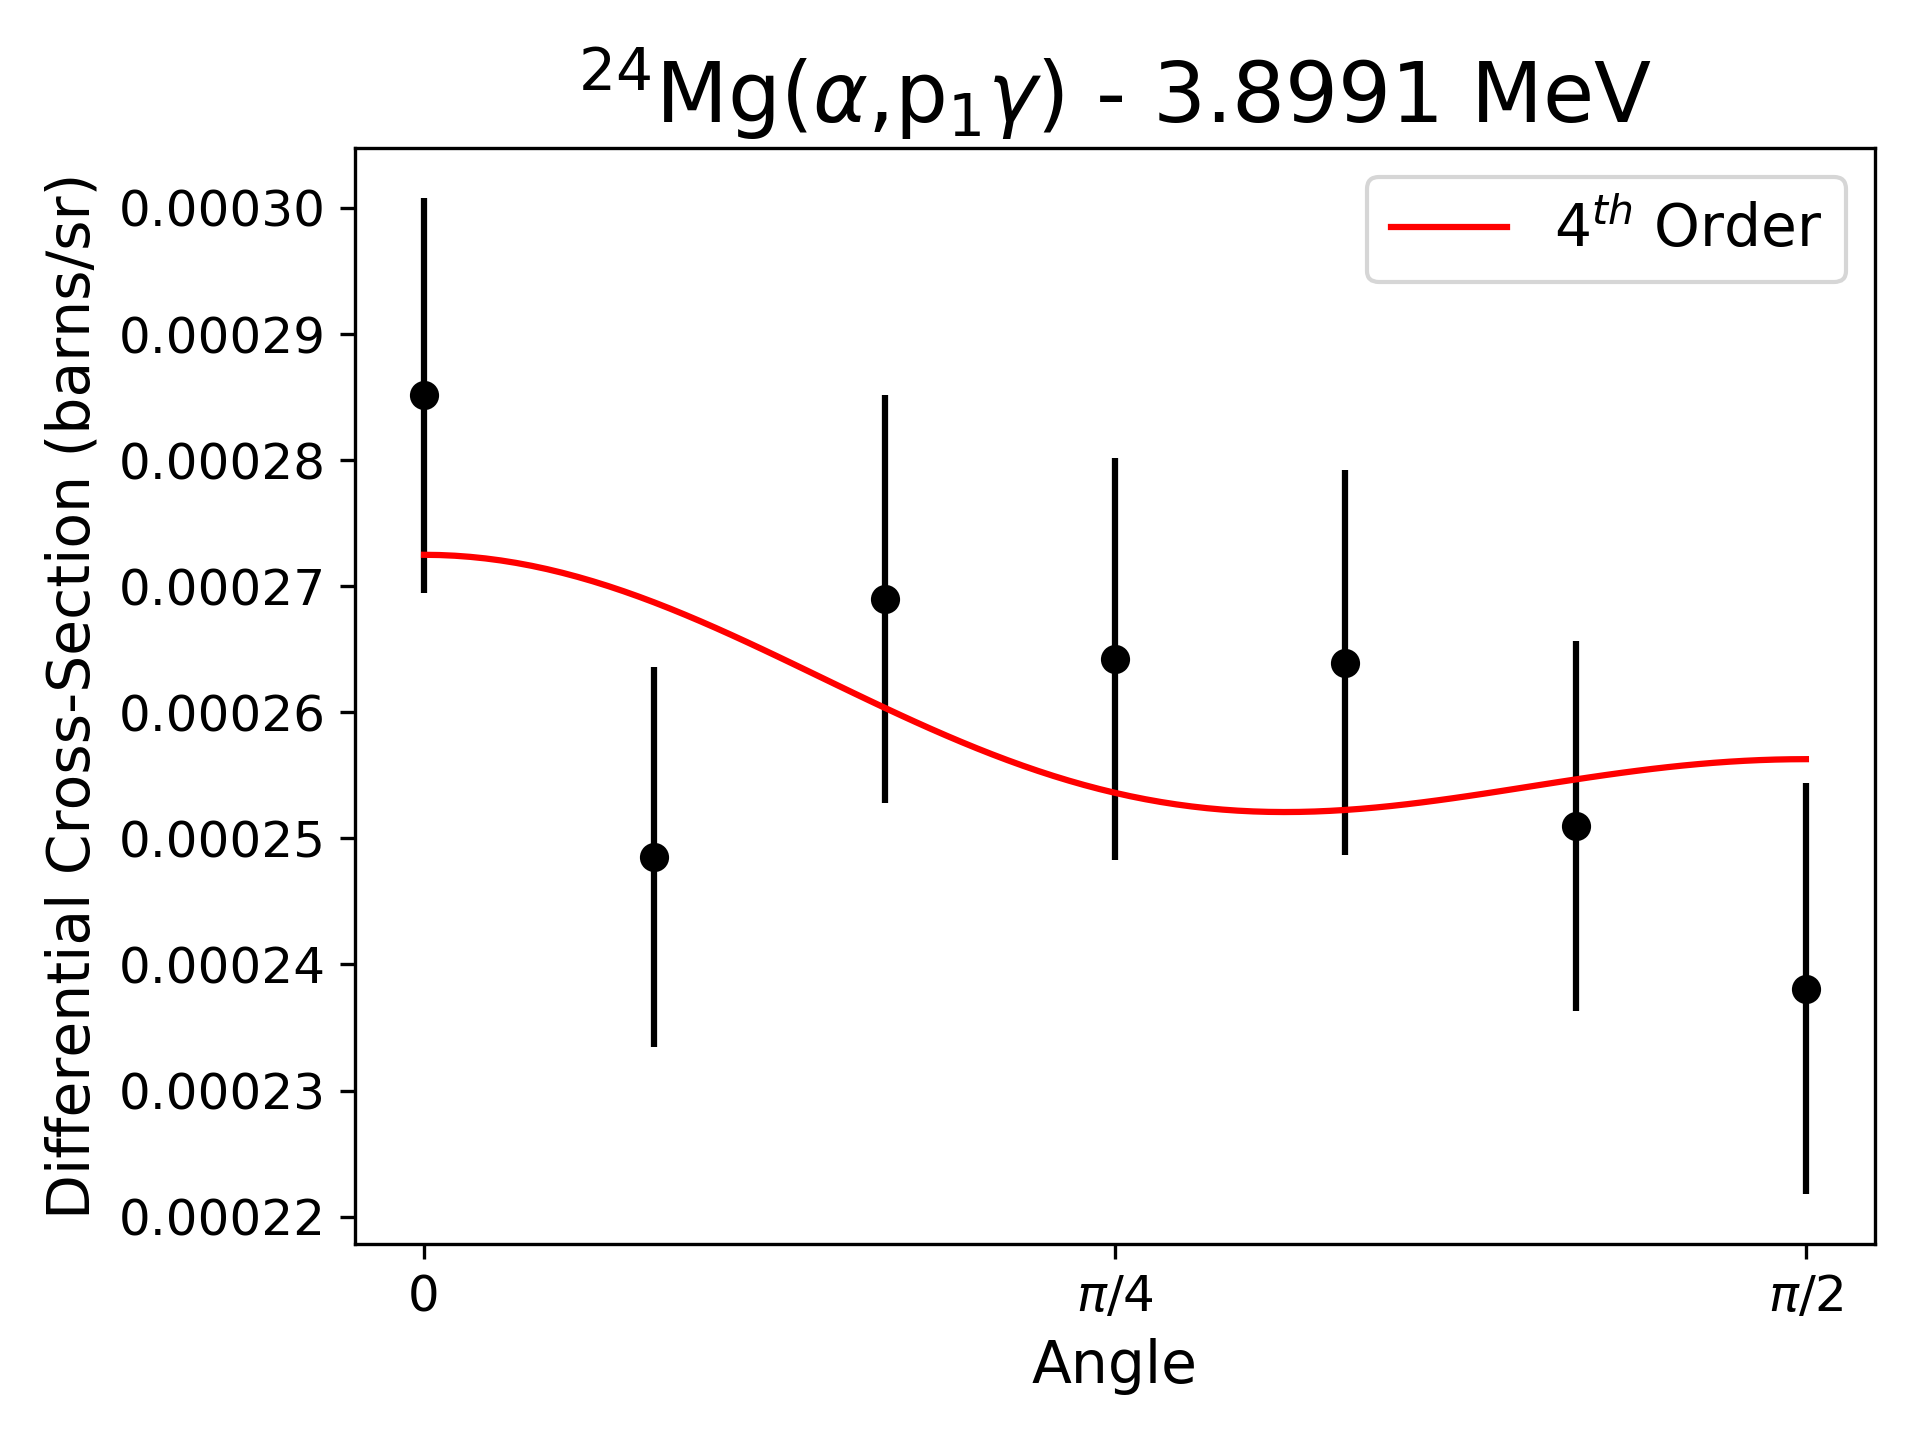 ²⁴Mg(α,p₁γ) - 3.8991 MeV
4ᵗʰ Order
Differential Cross-Section (barns/sr)
0.00030
0.00029
0.00028
0.00027
0.00026
0.00025
0.00024
0.00023
0.00022
0 π/4 π/2
Angle